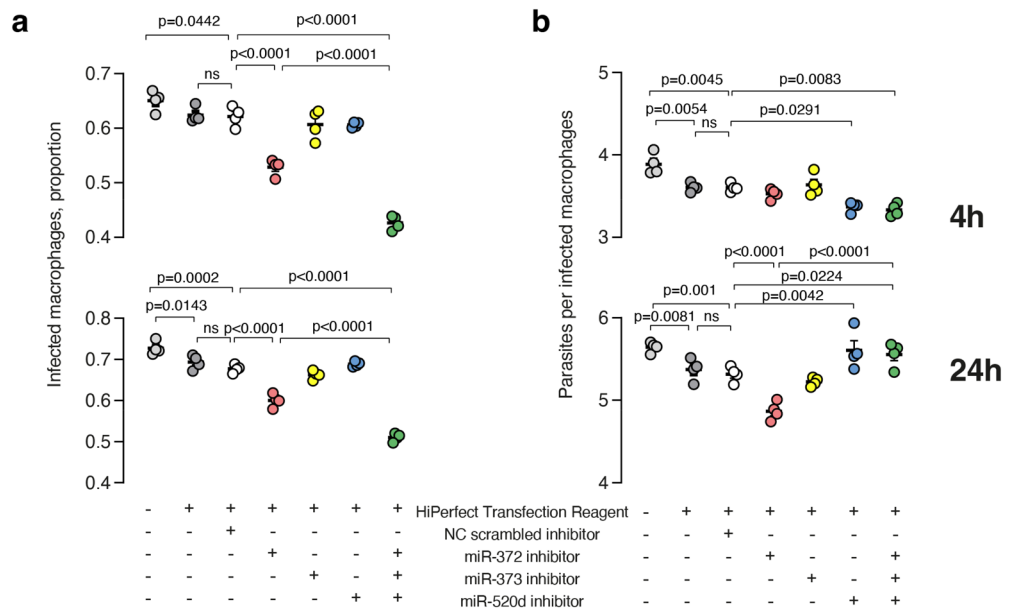 a
b
p=0.0442
p<0.0001
p<0.0001
p<0.0001
ns
0.7
0.6
0.5
0.4
Infected macrophages, proportion
p=0.0002
p<0.0001
p=0.0143
ns
p<0.0001
p<0.0001
0.8
0.7
0.6
0.5
0.4
5
4
3
p=0.0045
p=0.0083
p=0.0054
ns
p=0.0291
4h
Parasites per infected macrophages
p<0.0001
p<0.0001
p=0.0224
p=0.001
p=0.0042
p=0.0081
ns
6
5
4
24h
- + + + + + + HiPerfect Transfection Reagent - + + + + + +
- - + - - - - NC scrambled inhibitor - - + - - - -
- - - + - - + miR-372 inhibitor - - - + - - +
- - - - + - + miR-373 inhibitor - - - - + - +
- - - - - + + miR-520d inhibitor - - - - - + +